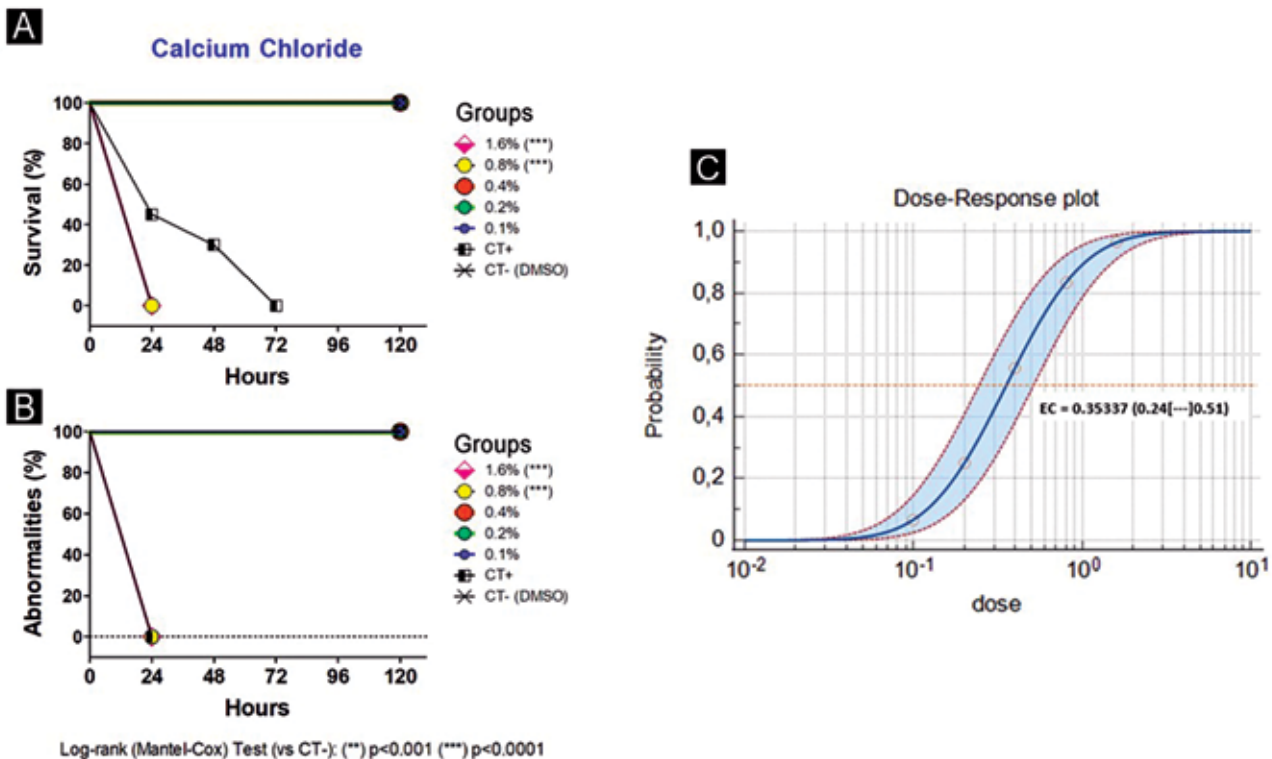 A
Calcium Chloride
Survival (%)
100
80
60
40
20
0
0 24 48 72 96 120
Hours
Groups
1.6% (***)
0.8% (***)
0.4%
0.2%
0.1%
CT+
CT- (DMSO)
B
Abnormalities (%)
100
80
60
40
20
0
0 24 48 72 96 120
Hours
Groups
1.6% (***)
0.8% (***)
0.4%
0.2%
0.1%
CT+
CT- (DMSO)
Log-rank (Mantel-Cox) Test (vs CT-): (**) p<0.001 (***) p<0.0001
C
Dose-Response plot
Probability
1,0
0,8
0,6
0,4
0,2
0
EC = 0.35337 (0.24[---]0.51)
10-2 10-1 10⁰ 10¹
dose